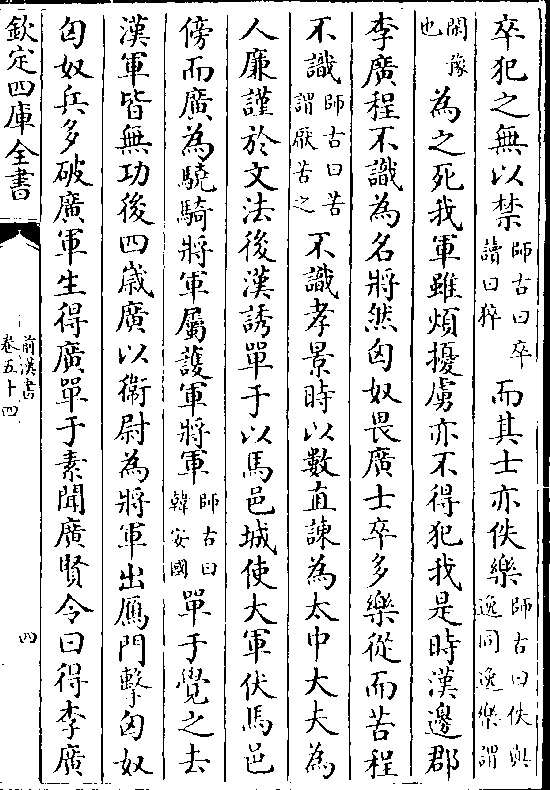 卒犯之無以禁師古曰卒讀曰猝而其士亦佚樂師古曰佚與逸同逸樂謂
閑豫也為之死我軍雖煩擾虜亦不得犯我是時漢邊郡
李廣程不識為名將然匈奴畏廣士卒多樂從而苦程
不識師古曰苦謂厭苦之不識孝景時以數直諫為太中大夫為
人廉謹於文法後漢誘單于以馬邑城使大軍伏馬邑
傍而廣為驍騎將軍屬護軍將軍師古曰韓安國單于覺之去
漢軍皆無功後四嵗廣以衞尉為將軍出鴈門擊匈奴
匈奴兵多破廣軍生得廣單于素聞廣賢令曰得李廣
欽定四庫全書
前漢書
卷五十四
四